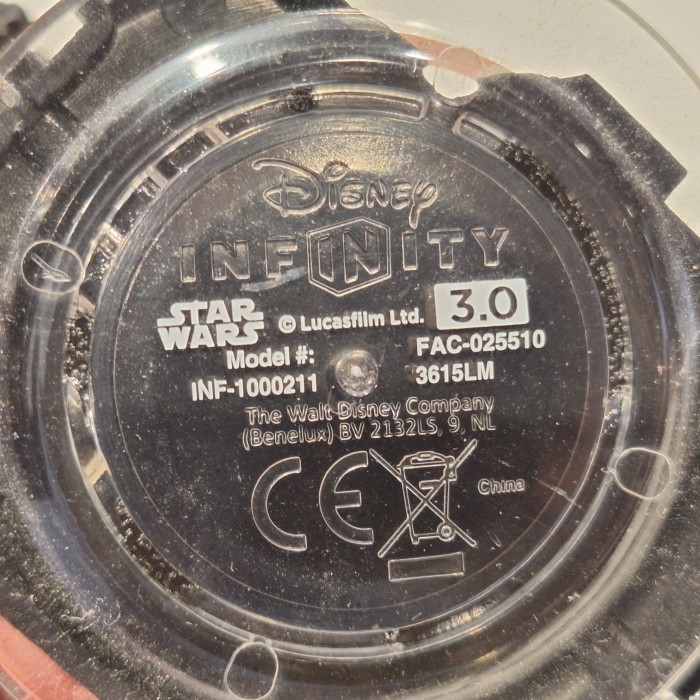 Disney
INFINITY
STAR WARS © Lucasfilm Ltd. 3.0
Model #: FAC-025510
INF-1000211 3615LM
The Walt Disney Company
(Benelux) BV 2132LS, 9, NL
CE China